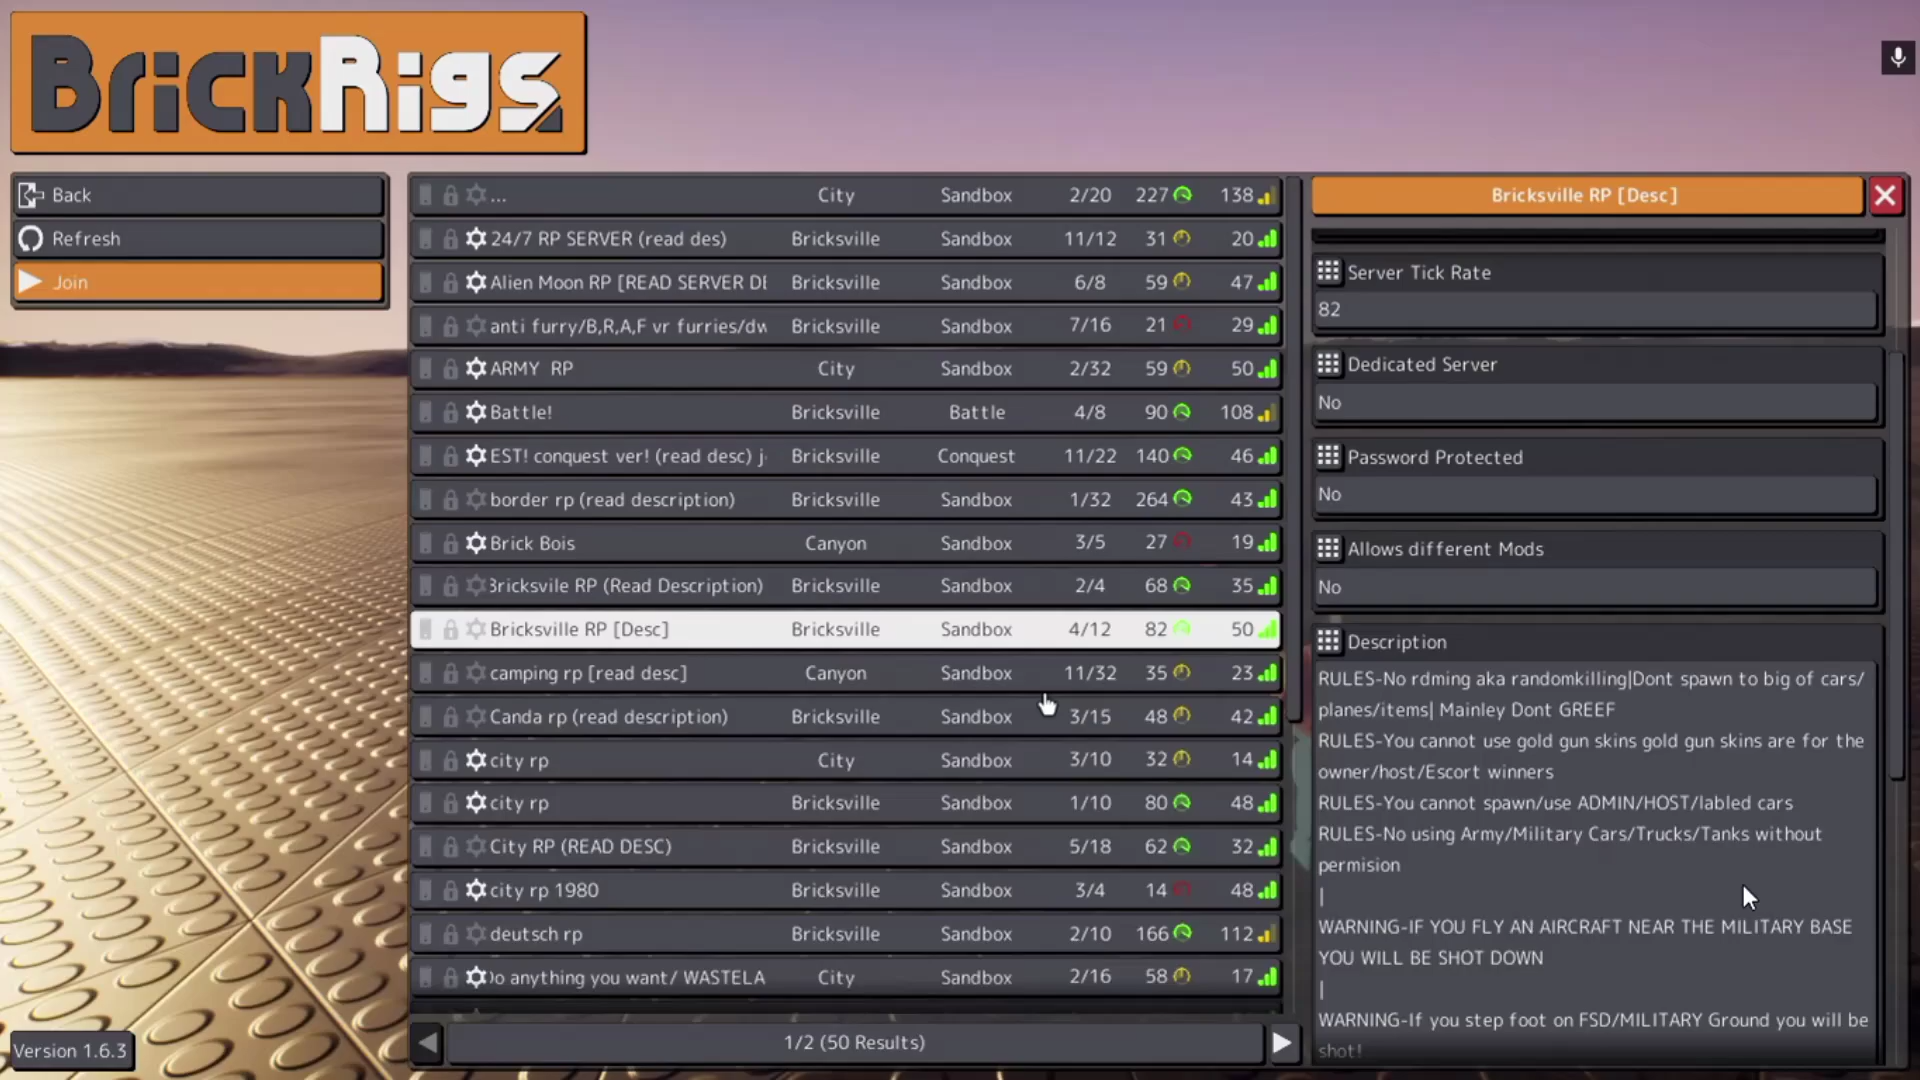 BrickRigs
Back
Refresh
Join
... City Sandbox 2/20 227 138
24/7 RP SERVER (read des) Bricksville Sandbox 11/12 31 20
Alien Moon RP [READ SERVER DE Bricksville Sandbox 6/8 59 47
anti furry/B,R,A,F vr furries/dw Bricksville Sandbox 7/16 21 29
ARMY  RP City Sandbox 2/32 59 50
Battle! Bricksville Battle 4/8 90 108
EST! conquest ver! (read desc) j Bricksville Conquest 11/22 140 46
border rp (read description) Bricksville Sandbox 1/32 264 43
Brick Bois Canyon Sandbox 3/5 27 19
Bricksvile RP (Read Description) Bricksville Sandbox 2/4 68 35
Bricksville RP [Desc] Bricksville Sandbox 4/12 82 50
camping rp [read desc] Canyon Sandbox 11/32 35 23
Canda rp (read description) Bricksville Sandbox 3/15 48 42
city rp City Sandbox 3/10 32 14
city rp Bricksville Sandbox 1/10 80 48
City RP (READ DESC) Bricksville Sandbox 5/18 62 32
city rp 1980 Bricksville Sandbox 3/4 14 48
deutsch rp Bricksville Sandbox 2/10 166 112
Do anything you want/ WASTELA City Sandbox 2/16 58 17
1/2 (50 Results)
Bricksville RP [Desc]
Server Tick Rate
82
Dedicated Server
No
Password Protected
No
Allows different Mods
No
Description
RULES-No rdming aka randomkilling|Dont spawn to big of cars/
planes/items| Mainley Dont GREEF
RULES-You cannot use gold gun skins gold gun skins are for the
owner/host/Escort winners
RULES-You cannot spawn/use ADMIN/HOST/labled cars
RULES-No using Army/Military Cars/Trucks/Tanks without
permision
|
WARNING-IF YOU FLY AN AIRCRAFT NEAR THE MILITARY BASE
YOU WILL BE SHOT DOWN
|
WARNING-If you step foot on FSD/MILITARY Ground you will be
shot!
Version 1.6.3